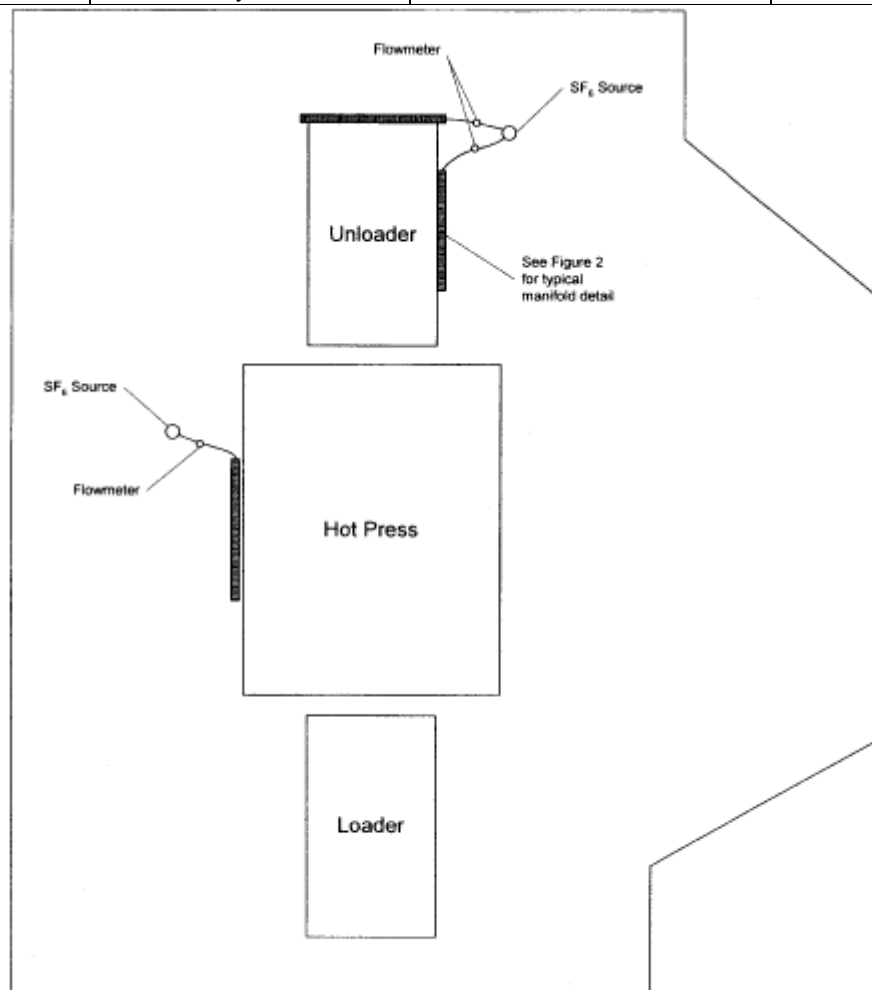 Flowmeter
SF₆ Source
Unloader
See Figure 2
for typical
manifold detail
SF₆ Source
Flowmeter
Hot Press
Loader